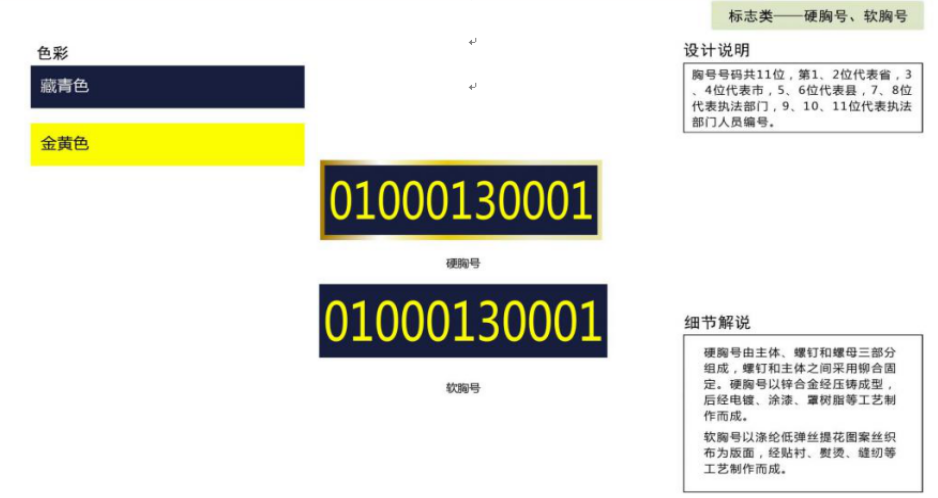 标志类——硬胸号、软胸号
色彩
藏青色
金黄色
01000130001
硬胸号
01000130001
软胸号
设计说明
胸号号码共11位，第1、2位代表省，3
、4位代表市，5、6位代表县，7、8位
代表执法部门，9、10、11位代表执法
部门人员编号。
细节解说
硬胸号由主体、螺钉和螺母三部分
组成，螺钉和主体之间采用铆合固
定。硬胸号以锌合金经压铸成型，
后经电镀、涂漆、罩树脂等工艺制
作而成。
软胸号以涤纶低弹丝提花图案丝织
布为版面，经贴衬、熨烫、缝纫等
工艺制作而成。